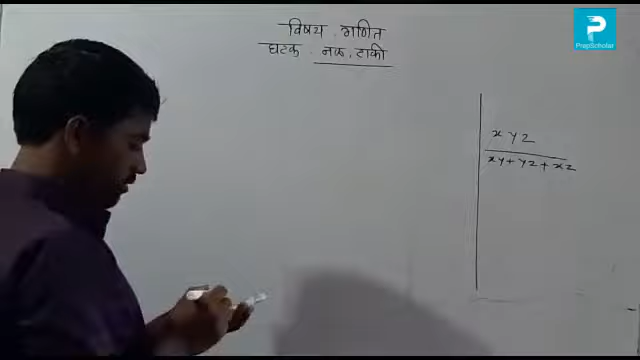 विषय . गणित
घटक . नळ, टाकी
PrepScholar
xyz
xy + yz + xz